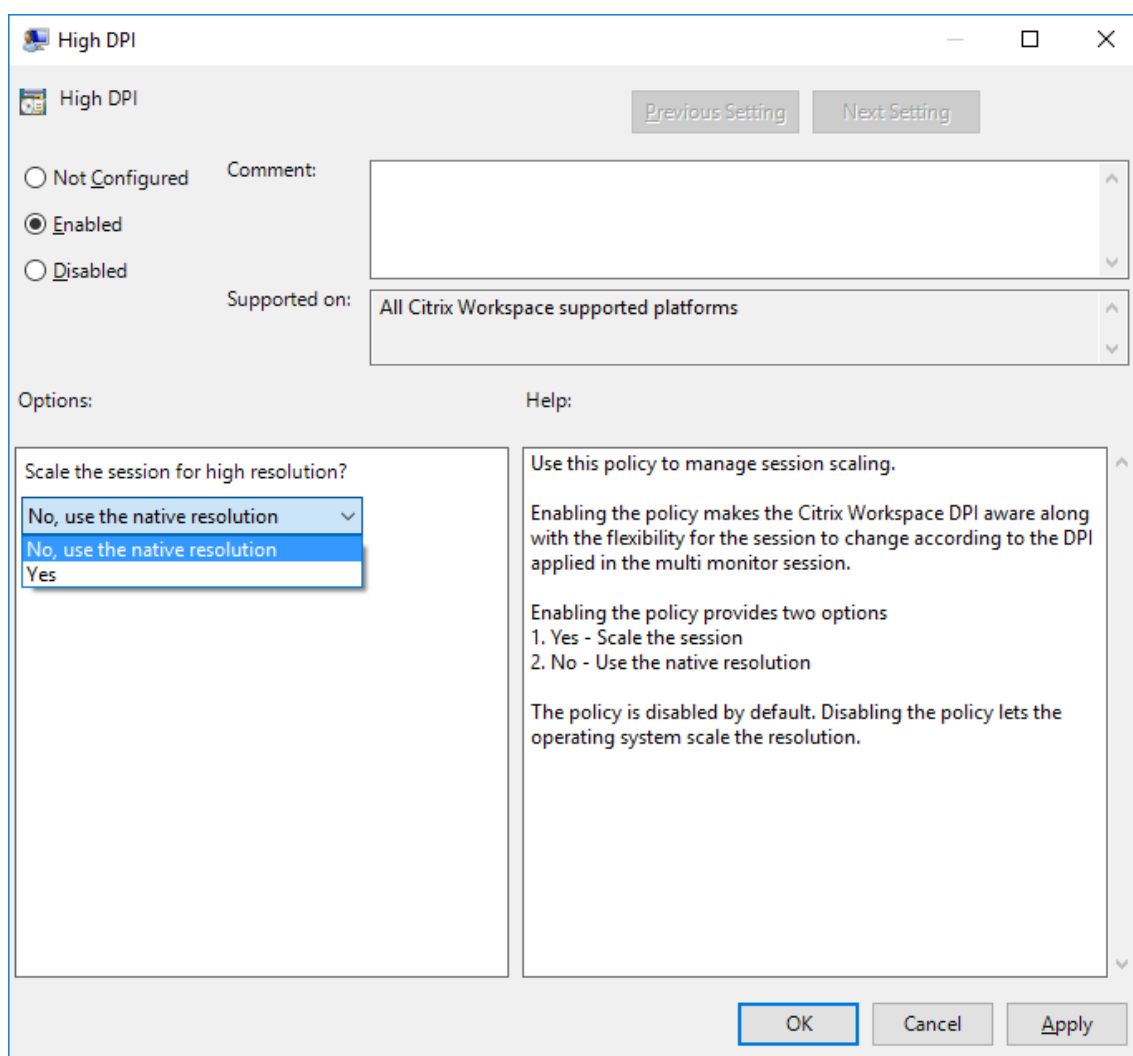 High DPI
High DPI
Previous Setting
Next Setting
Not Configured
Comment:
Enabled
Disabled
Supported on:
All Citrix Workspace supported platforms
Options:
Help:
Scale the session for high resolution?
No, use the native resolution
No, use the native resolution
Yes
Use this policy to manage session scaling.
Enabling the policy makes the Citrix Workspace DPI aware along
with the flexibility for the session to change according to the DPI
applied in the multi monitor session.
Enabling the policy provides two options
1. Yes - Scale the session
2. No - Use the native resolution
The policy is disabled by default. Disabling the policy lets the
operating system scale the resolution.
OK
Cancel
Apply